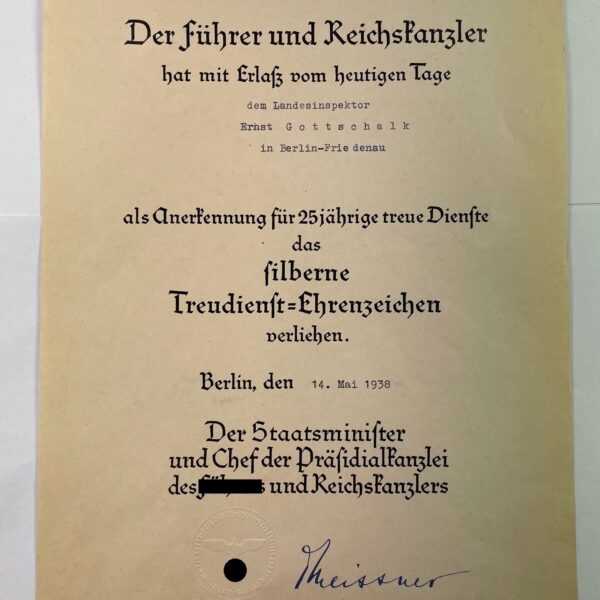 Der Führer und Reichskanzler
hat mit Erlaß vom heutigen Tage
dem Landesinspektor
Ernst Gottschalk
in Berlin-Friedenau
als Anerkennung für 25jährige treue Dienste
das
silberne
Treudienst=Ehrenzeichen
verliehen.
Berlin, den 14. Mai 1938
Der Staatsminister
und Chef der Präsidialkanzlei
des und Reichskanzlers
Meissner